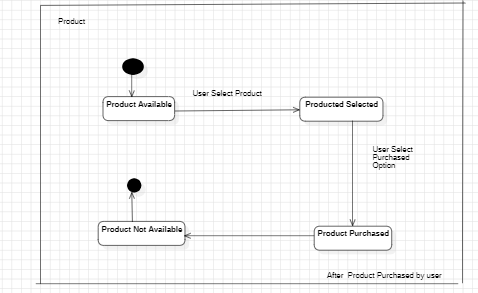 Product
User Select Product
Product Available
Producted Selected
User Select
Purchased
Option
Product Not Available
Product Purchased
After Product Purchased by user